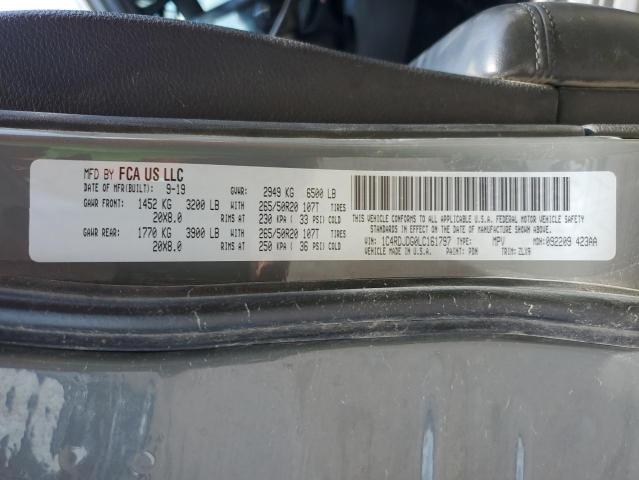 MFD BY FCA US LLC
DATE OF MFR(BUILT): 9-19 GVWR: 2949 KG 6500 LB
GAWR FRONT: 1452 KG 3200 LB WITH 265/50R20 107T TIRES
20X8.0 RIMS AT 230 KPA ( 33 PSI) COLD
GAWR REAR: 1770 KG 3900 LB WITH 265/50R20 107T TIRES
20X8.0 RIMS AT 250 KPA ( 36 PSI) COLD
THIS VEHICLE CONFORMS TO ALL APPLICABLE U.S.A. FEDERAL MOTOR VEHICLE SAFETY
STANDARDS IN EFFECT ON THE DATE OF MANUFACTURE SHOWN ABOVE.
VIN: 1C4RDJDG0LC161797 TYPE: MPV MDH: 092209 423AA
VEHICLE MADE IN U.S.A. PAINT: PDN TRIM: ZLX9